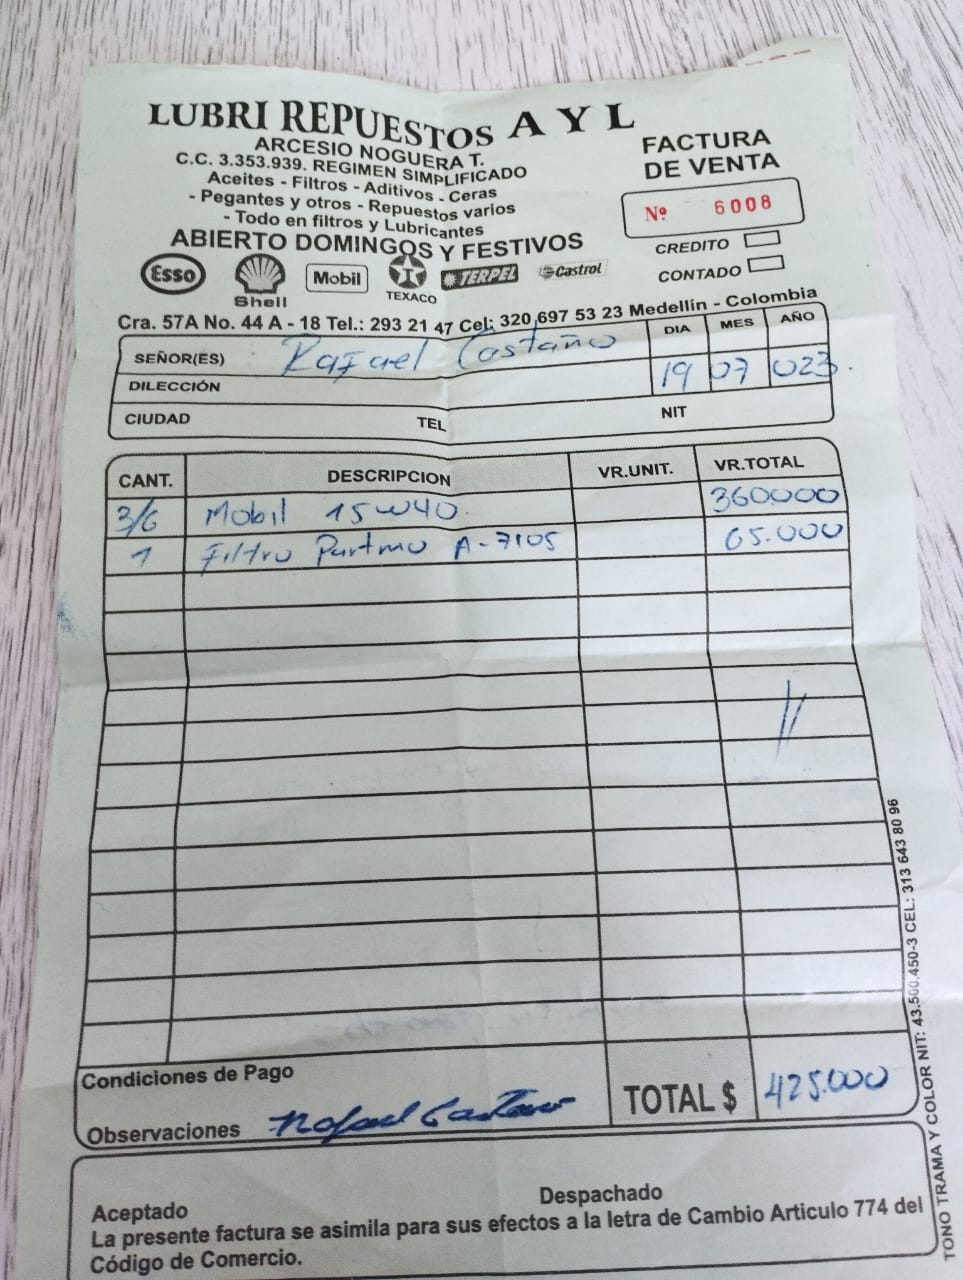 LUBRI REPUESTOS A Y L
ARCESIO NOGUERA T.
C.C. 3.353.939. REGIMEN SIMPLIFICADO
Aceites - Filtros - Aditivos - Ceras
- Pegantes y otros - Repuestos varios
- Todo en filtros y Lubricantes
ABIERTO DOMINGOS Y FESTIVOS
FACTURA
DE VENTA
Nº 6008
CREDITO
CONTADO
Esso
Shell
Mobil
TEXACO
TERPEL
Castrol
Cra. 57A No. 44 A - 18 Tel.: 293 21 47 Cel: 320 697 53 23 Medellín - Colombia
SEÑOR(ES) Rafael Castaño
DIA MES AÑO
19 07 023
DILECCIÓN
CIUDAD TEL NIT
CANT. DESCRIPCION VR.UNIT. VR.TOTAL
3/6 Mobil 15W40 360.000
1 Filtro Partmo A-7105 65.000
Condiciones de Pago
Observaciones Rafael Castaño
TOTAL $ 425.000
Aceptado Despachado
La presente factura se asimila para sus efectos a la letra de Cambio Articulo 774 del
Código de Comercio.
TONO TRAMA Y COLOR NIT: 43.500.450-3 CEL: 313 643 80 96